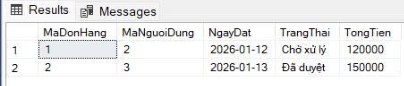 Results Messages
MaDonHang MaNguoiDung NgayDat TrangThai TongTien
1 1 2 2026-01-12 Chờ xử lý 120000
2 2 3 2026-01-13 Đã duyệt 150000